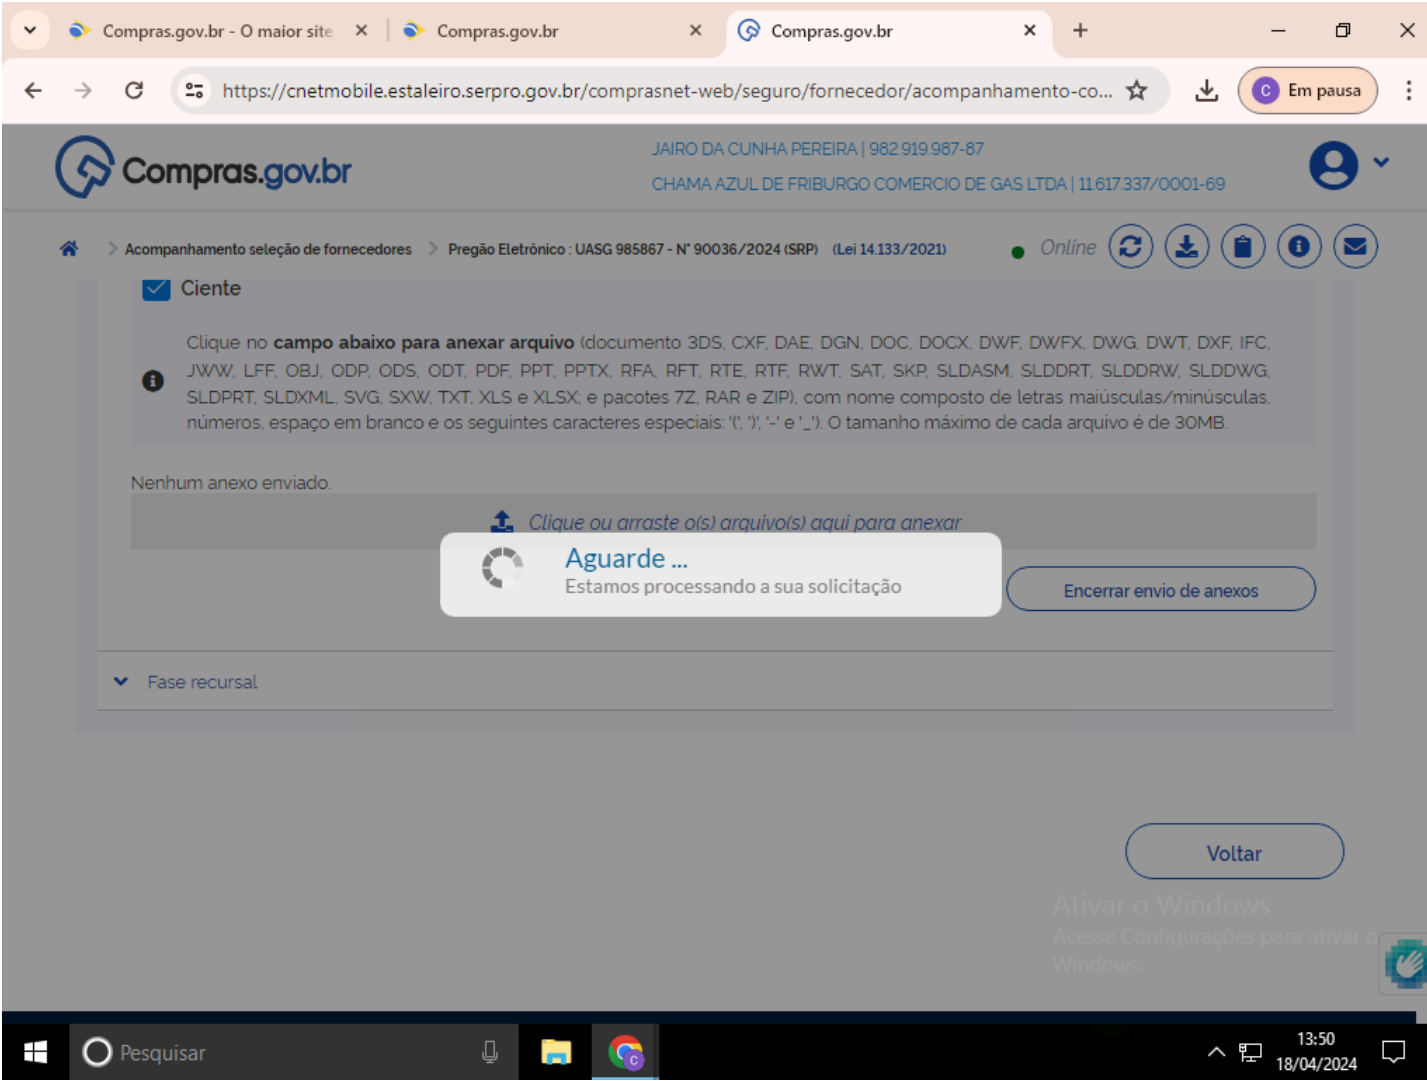 Compras.gov.br - O maior site
Compras.gov.br
Compras.gov.br
https://cnetmobile.estaleiro.serpro.gov.br/comprasnet-web/seguro/fornecedor/acompanhamento-co...
C Em pausa
Compras.gov.br
JAIRO DA CUNHA PEREIRA | 982.919.987-87
CHAMA AZUL DE FRIBURGO COMERCIO DE GAS LTDA | 11.617.337/0001-69
Acompanhamento seleção de fornecedores Pregão Eletrônico : UASG 985867 - N° 90036/2024 (SRP) (Lei 14.133/2021) Online
Ciente
Clique no campo abaixo para anexar arquivo (documento 3DS, CXF, DAE, DGN, DOC, DOCX, DWF, DWFX, DWG, DWT, DXF, IFC,
JWW, LFF, OBJ, ODP, ODS, ODT, PDF, PPT, PPTX, RFA, RFT, RTE, RTF, RWT, SAT, SKP, SLDASM, SLDDRT, SLDDRW, SLDDWG,
SLDPRT, SLDXML, SVG, SXW, TXT, XLS e XLSX; e pacotes 7Z, RAR e ZIP), com nome composto de letras maiúsculas/minúsculas,
números, espaço em branco e os seguintes caracteres especiais: '(', ')', '-' e '_'). O tamanho máximo de cada arquivo é de 30MB.
Nenhum anexo enviado.
Clique ou arraste o(s) arquivo(s) aqui para anexar
Aguarde ...
Estamos processando a sua solicitação
Encerrar envio de anexos
Fase recursal
Voltar
Ativar o Windows
Acesse Configurações para ativar o
Windows.
Pesquisar
C
13:50
18/04/2024